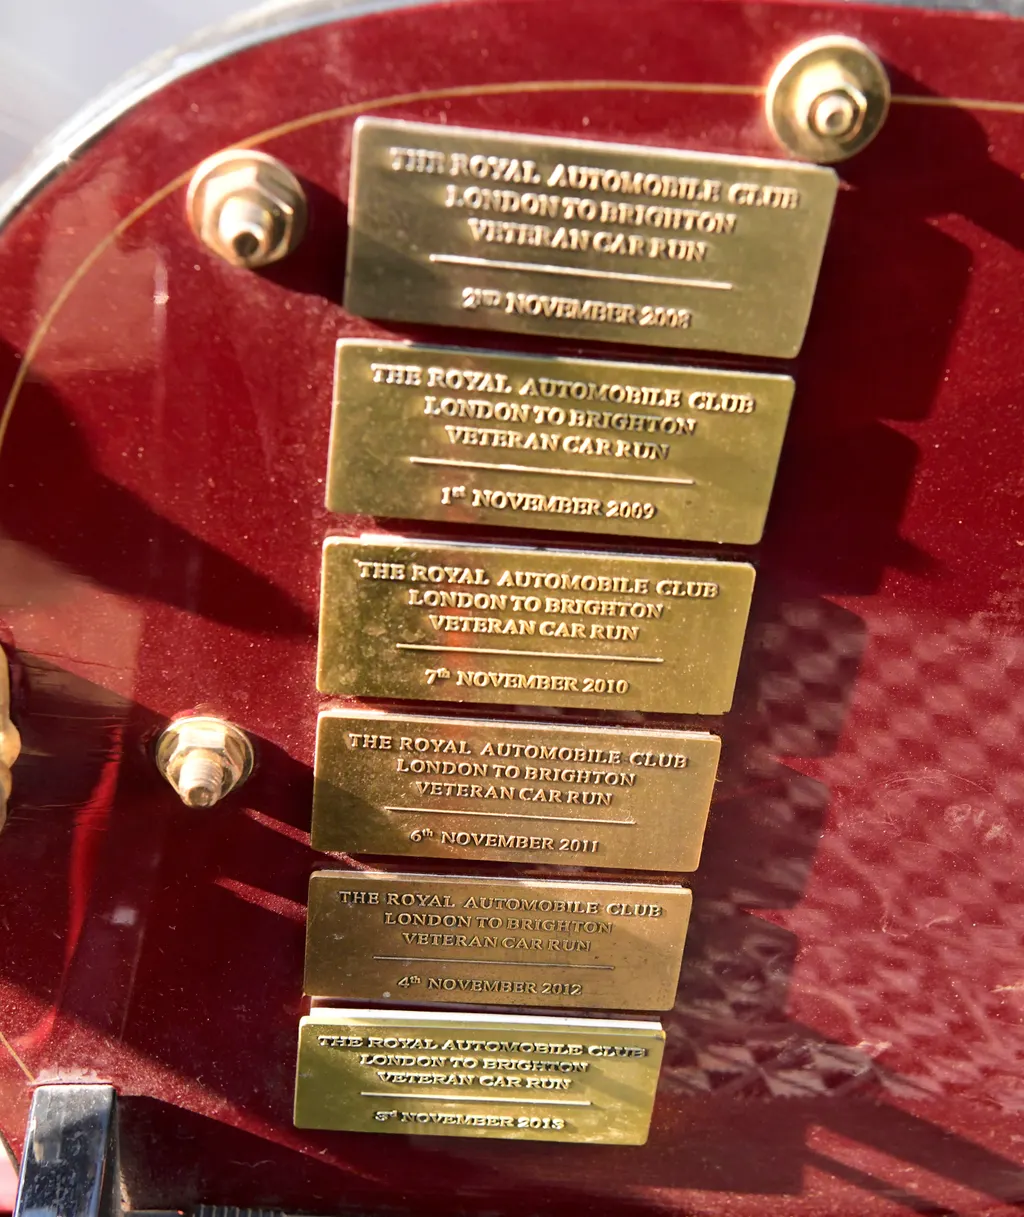 THE ROYAL AUTOMOBILE CLUB
LONDON TO BRIGHTON
VETERAN CAR RUN
2ND NOVEMBER 2008
THE ROYAL AUTOMOBILE CLUB
LONDON TO BRIGHTON
VETERAN CAR RUN
1st NOVEMBER 2009
THE ROYAL AUTOMOBILE CLUB
LONDON TO BRIGHTON
VETERAN CAR RUN
7th NOVEMBER 2010
THE ROYAL AUTOMOBILE CLUB
LONDON TO BRIGHTON
VETERAN CAR RUN
6th NOVEMBER 2011
THE ROYAL AUTOMOBILE CLUB
LONDON TO BRIGHTON
VETERAN CAR RUN
4th NOVEMBER 2012
THE ROYAL AUTOMOBILE CLUB
LONDON TO BRIGHTON
VETERAN CAR RUN
3rd NOVEMBER 2013